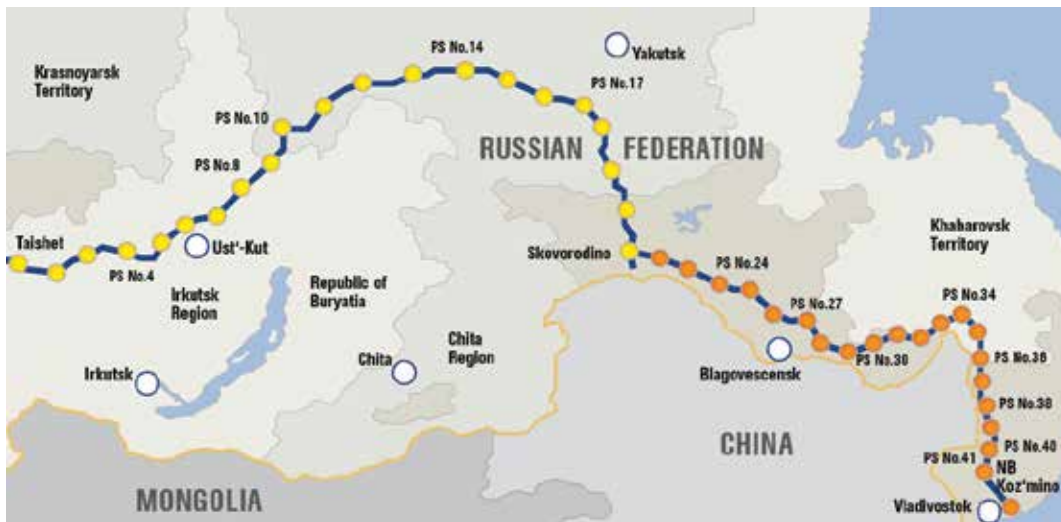 PS No.14
Yakutsk
Krasnoyarsk
Territory
PS No.17
PS No.10
RUSSIAN FEDERATION
PS No.8
Khabarovsk
Territory
Taishet
Ust'-Kut
Skovorodino
PS No.4
PS No.24
Republic of
Buryatia
Irkutsk
Region
PS No.27
PS No.34
Chita
Region
Chita
PS No.30
PS No.36
Irkutsk
Blagovescensk
PS No.38
CHINA
PS No.40
PS No.41
NB
Koz'mino
MONGOLIA
Vladivostok